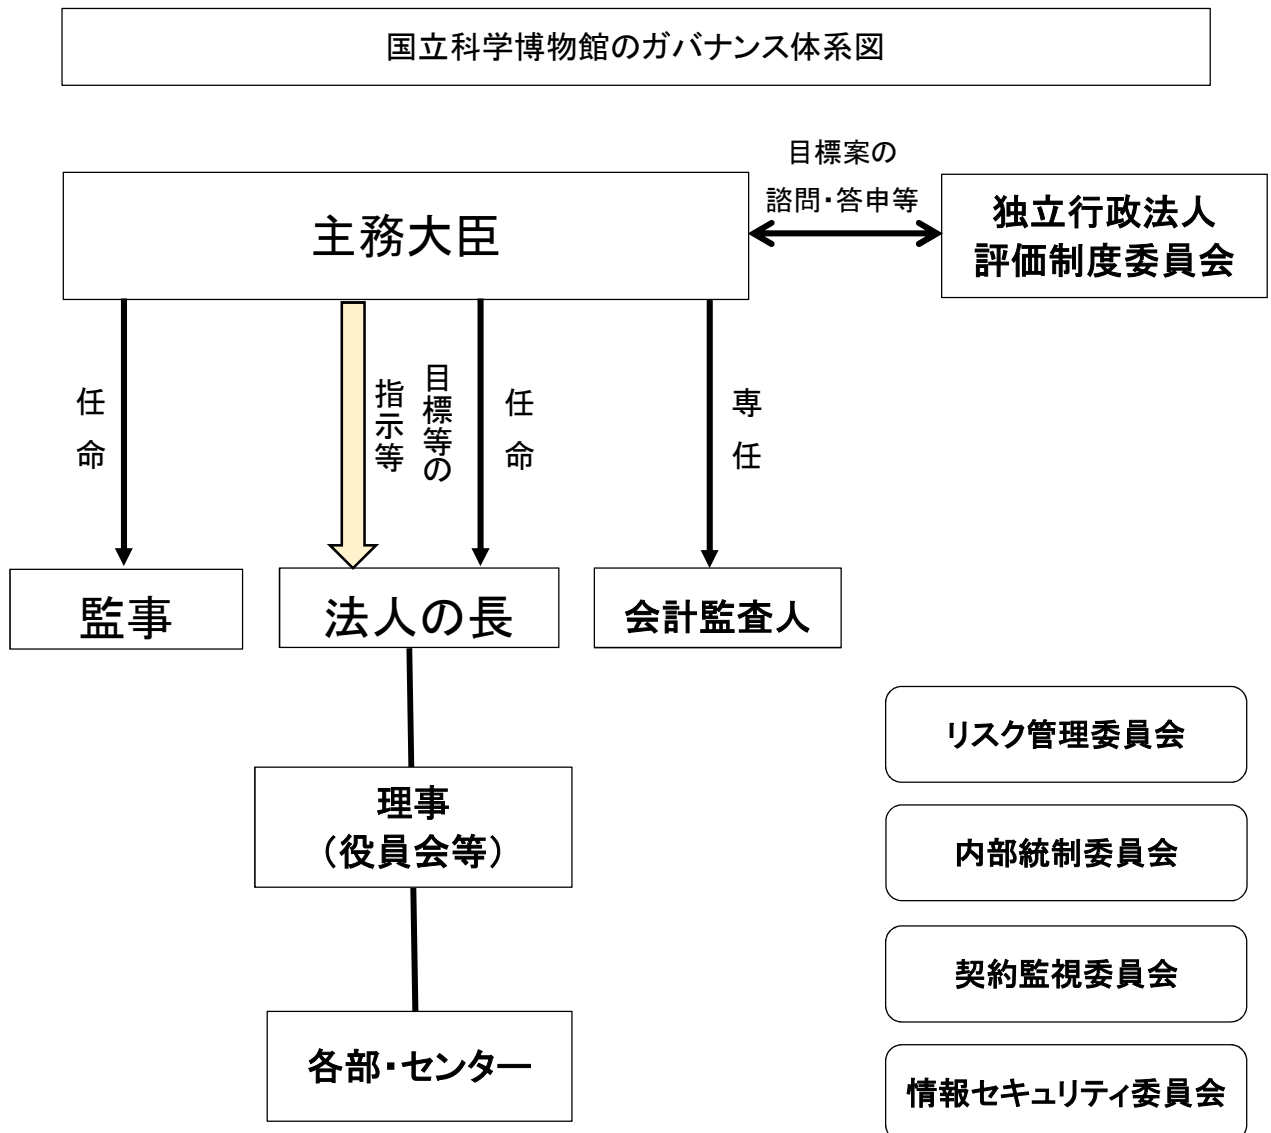 国立科学博物館のガバナンス体系図
目標案の
諮問・答申等
主務大臣
独立行政法人
評価制度委員会
任命
指示等
目標等の
任命
専任
監事
法人の長
会計監査人
リスク管理委員会
理事
（役員会等）
内部統制委員会
契約監視委員会
各部・センター
情報セキュリティ委員会